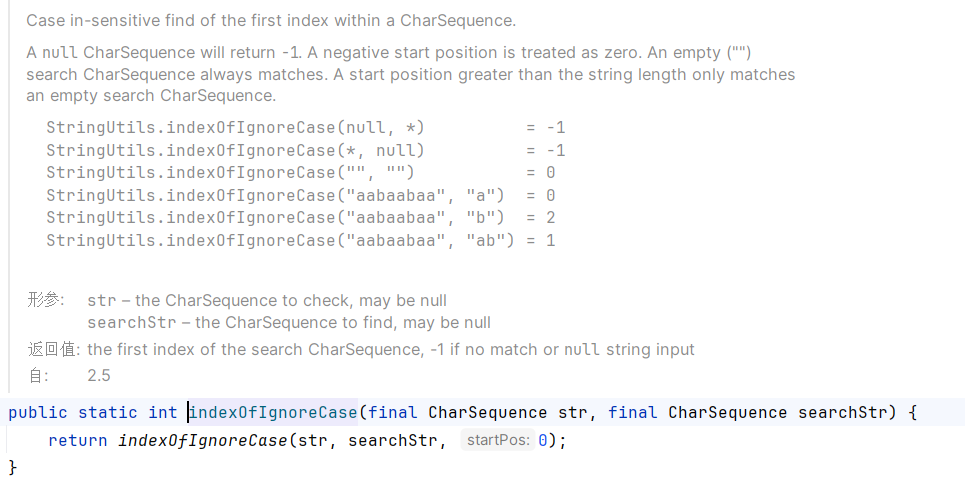 Case in-sensitive find of the first index within a CharSequence.
A null CharSequence will return -1. A negative start position is treated as zero. An empty ("")
search CharSequence always matches. A start position greater than the string length only matches
an empty search CharSequence.
StringUtils.indexOfIgnoreCase(null, *)          = -1
StringUtils.indexOfIgnoreCase(*, null)          = -1
StringUtils.indexOfIgnoreCase("", "")           = 0
StringUtils.indexOfIgnoreCase("aabaabaa", "a")  = 0
StringUtils.indexOfIgnoreCase("aabaabaa", "b")  = 2
StringUtils.indexOfIgnoreCase("aabaabaa", "ab") = 1
形参: str – the CharSequence to check, may be null
searchStr – the CharSequence to find, may be null
返回值: the first index of the search CharSequence, -1 if no match or null string input
自: 2.5
public static int indexOfIgnoreCase(final CharSequence str, final CharSequence searchStr) {
    return indexOfIgnoreCase(str, searchStr, startPos: 0);
}